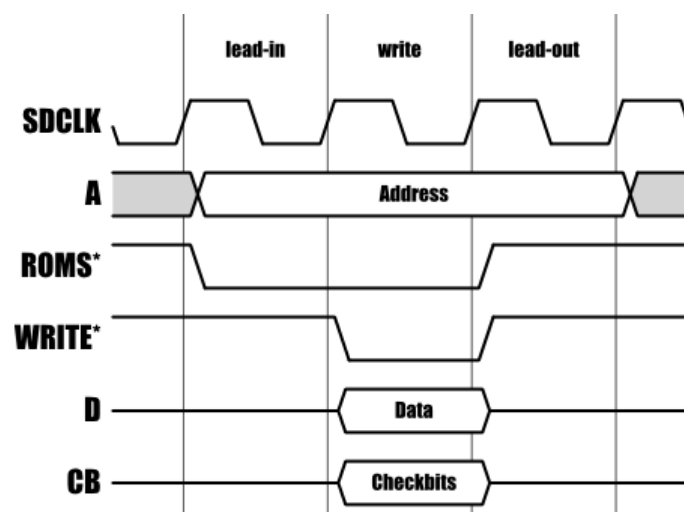 lead-in write lead-out
SDCLK
A Address
ROMS*
WRITE*
D Data
CB Checkbits